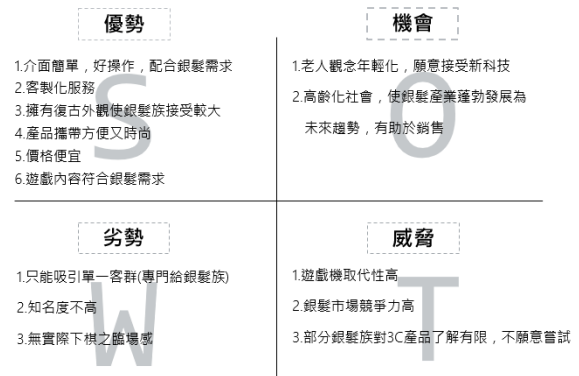 優勢
1.介面簡單，好操作，配合銀髮需求
2.客製化服務
3.擁有復古外觀使銀髮族接受較大
4.產品攜帶方便又時尚
5.價格便宜
6.遊戲內容符合銀髮需求
S
機會
1.老人觀念年輕化，願意接受新科技
2.高齡化社會，使銀髮產業蓬勃發展為
未來趨勢，有助於銷售
O
劣勢
1.只能吸引單一客群(專門給銀髮族)
2.知名度不高
3.無實際下棋之臨場感
W
威脅
1.遊戲機取代性高
2.銀髮市場競爭力高
3.部分銀髮族對3C產品了解有限，不願意嘗試
T